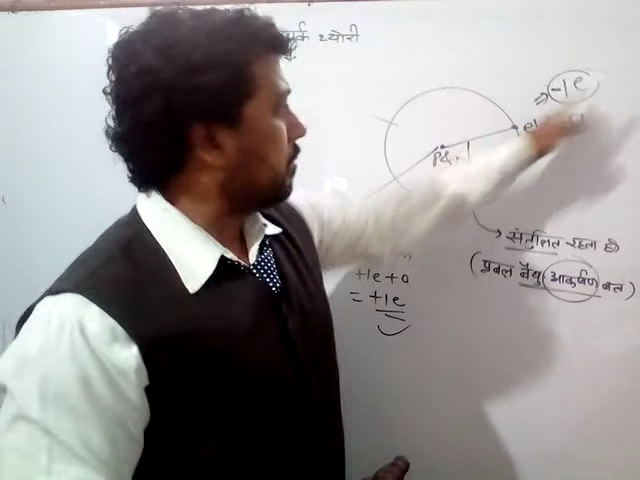 थ्योरी
-1e
P
संतुलित रहता है
(प्रबल वैधु आकर्षण बल)
+1e+0
= +1e